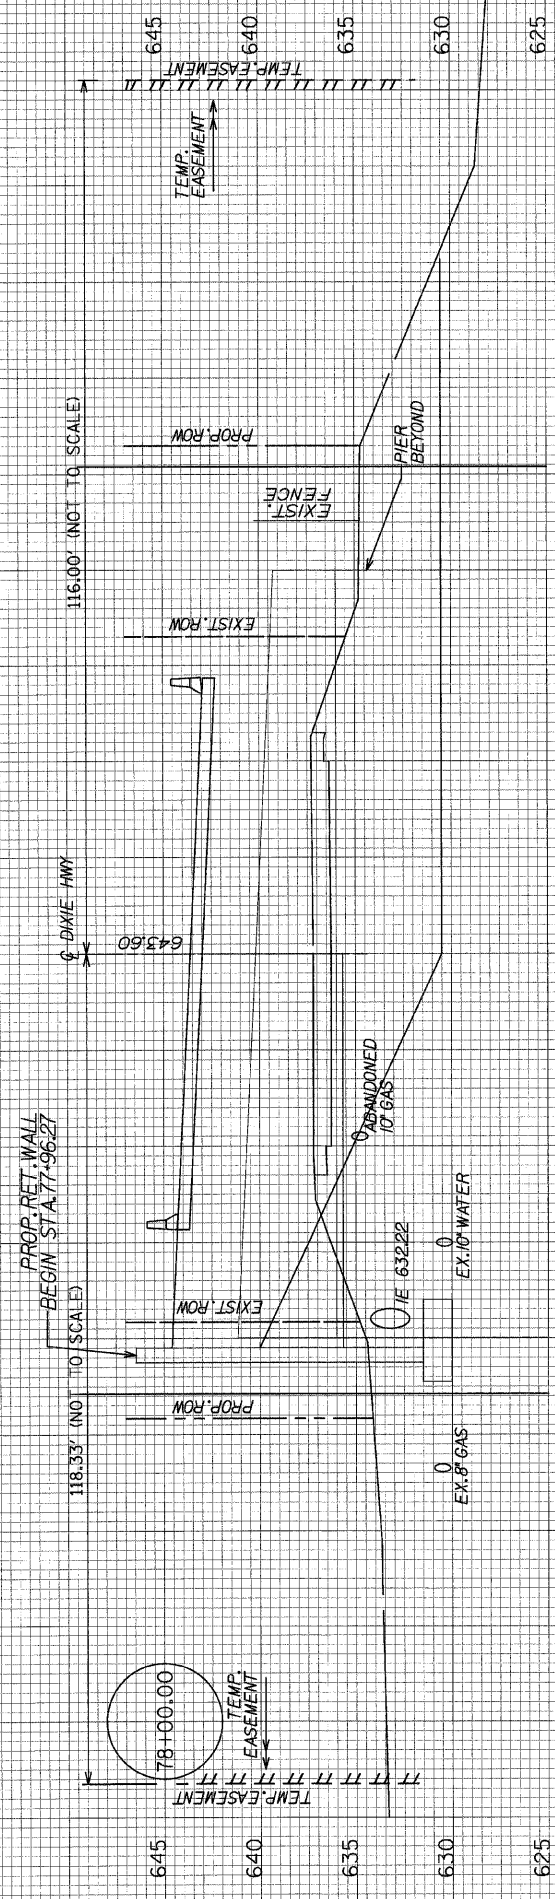 PROP. RET. WALL
BEGIN STA. 77+96.27
118.33' (NOT TO SCALE)
℄ DIXIE HWY
116.00' (NOT TO SCALE)
645
640
635
630
625
78+00.00
TEMP. EASEMENT
TEMP.
EASEMENT
PROP. ROW
EXIST. ROW
643.60
EXIST. ROW
EXIST.
FENCE
PROP. ROW
TEMP.
EASEMENT
TEMP. EASEMENT
EX. 8" GAS
IE 632.22
EX. 10" WATER
ABANDONED
10" GAS
PIER
BEYOND
645
640
635
630
625